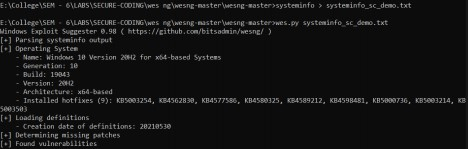 E:\College\SEM - 6\LABS\SECURE-CODING\wes ng\wesng-master\wesng-master>systeminfo > systeminfo_sc_demo.txt
E:\College\SEM - 6\LABS\SECURE-CODING\wes ng\wesng-master\wesng-master>wes.py systeminfo_sc_demo.txt
Windows Exploit Suggester 0.98 ( https://github.com/bitsadmin/wesng/ )
[+] Parsing systeminfo output
[+] Operating System
- Name: Windows 10 Version 20H2 for x64-based Systems
- Generation: 10
- Build: 19043
- Version: 20H2
- Architecture: x64-based
- Installed hotfixes (9): KB5003254, KB4562830, KB4577586, KB4580325, KB4589212, KB4598481, KB5000736, KB5003214, KB
5003503
[+] Loading definitions
- Creation date of definitions: 20210530
[+] Determining missing patches
[+] Found vulnerabilities